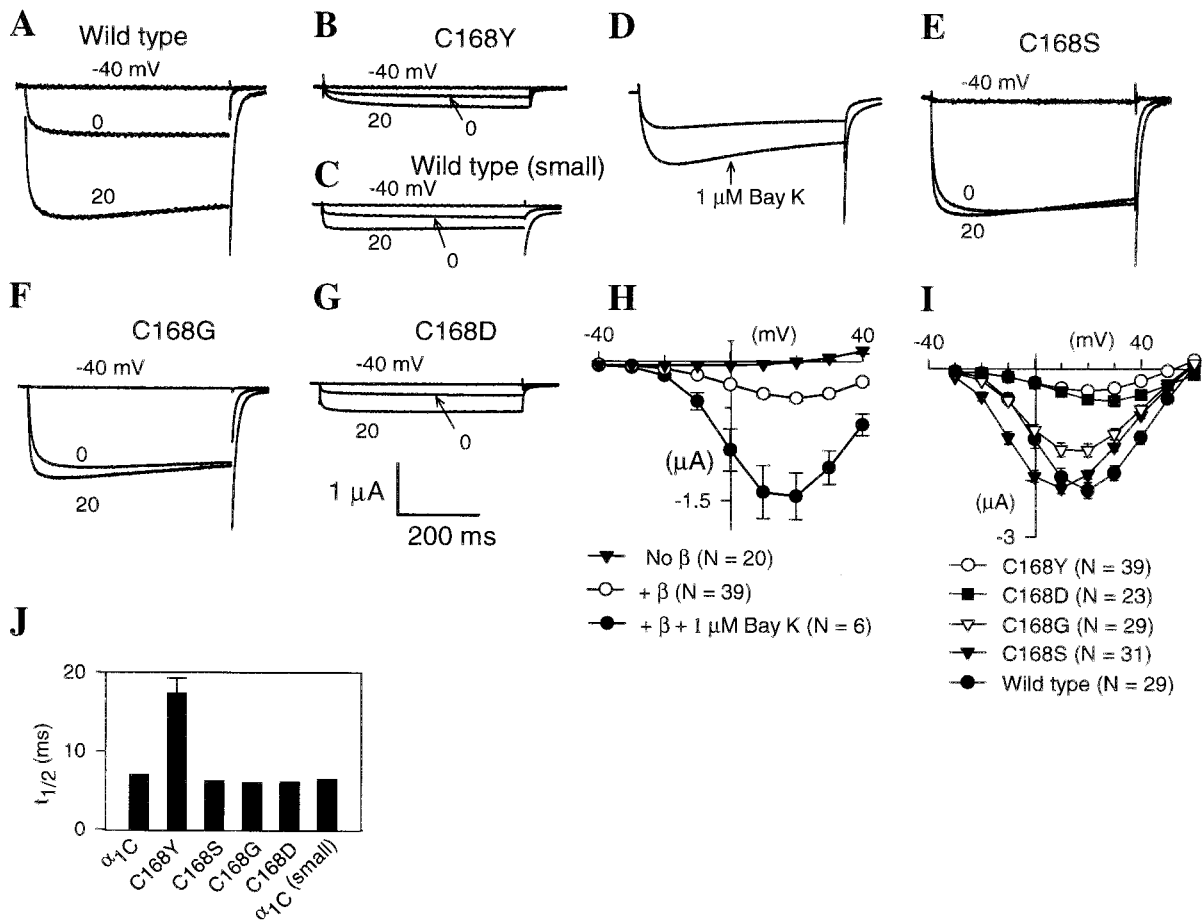 A
Wild type
-40 mV
0
20
B
C168Y
-40 mV
20
0
C
Wild type (small)
-40 mV
20
0
D
1 μM Bay K
E
C168S
-40 mV
0
20
F
C168G
-40 mV
0
20
G
C168D
-40 mV
20
0
1 μA
200 ms
H
-40
(mV)
40
(μA)
-1.5
No β (N = 20)
+ β (N = 39)
+ β + 1 μM Bay K (N = 6)
I
-40
(mV)
40
(μA)
-3
C168Y (N = 39)
C168D (N = 23)
C168G (N = 29)
C168S (N = 31)
Wild type (N = 29)
J
20
10
0
t1/2 (ms)
α1C
C168Y
C168S
C168G
C168D
α1C (small)